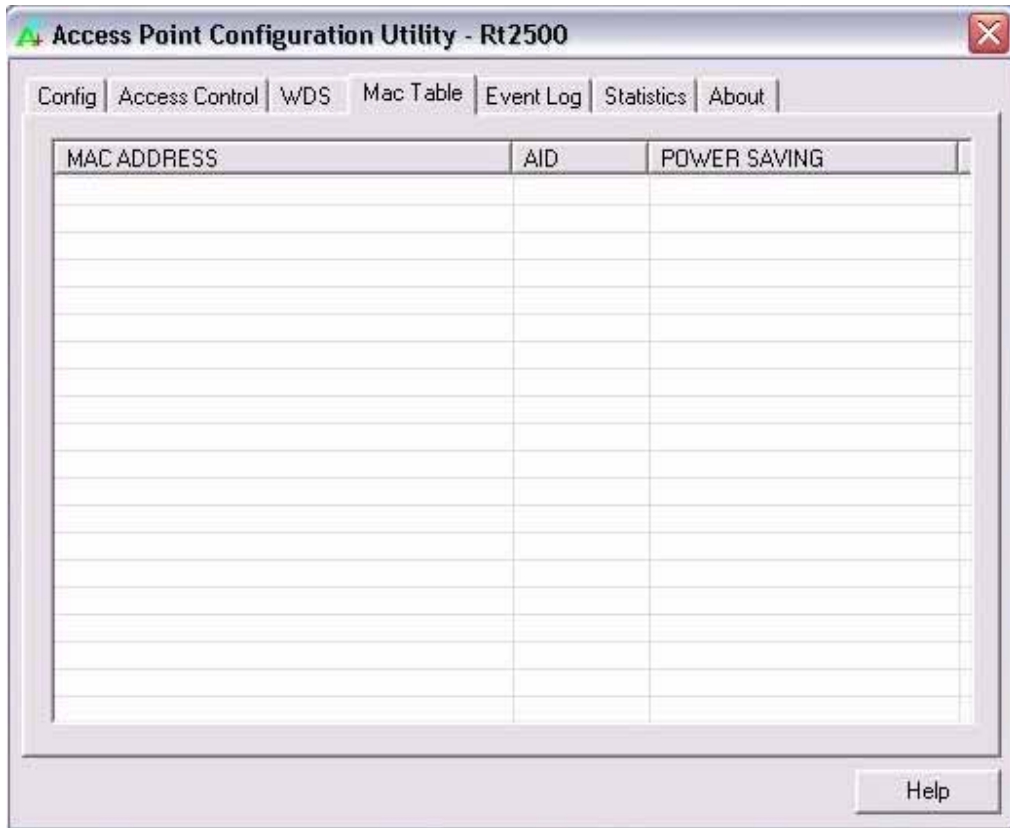 Access Point Configuration Utility - Rt2500
Config Access Control WDS Mac Table Event Log Statistics About
MAC ADDRESS AID POWER SAVING
Help